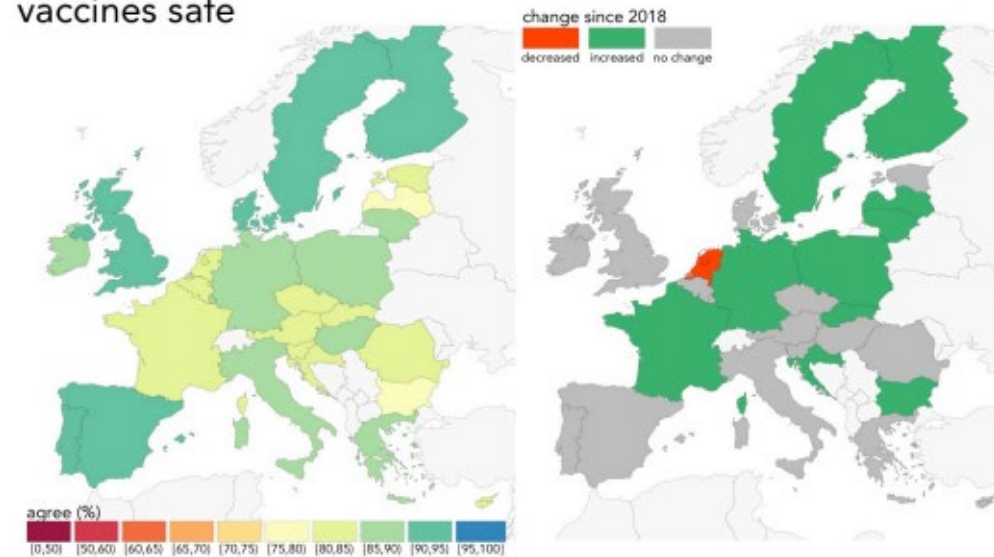 vaccines safe
change since 2018
decreased increased no change
agree (%)
[0,50) [50,60) [60,65) [65,70) [70,75) [75,80) [80,85) [85,90) [90,95) [95,100]